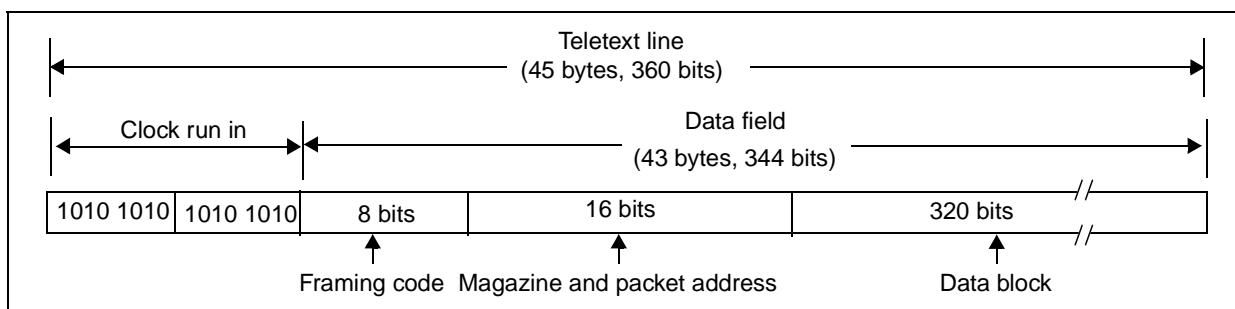 Teletext line
(45 bytes, 360 bits)
Clock run in
Data field
(43 bytes, 344 bits)
1010 1010 1010 1010 8 bits 16 bits 320 bits
Framing code Magazine and packet address Data block